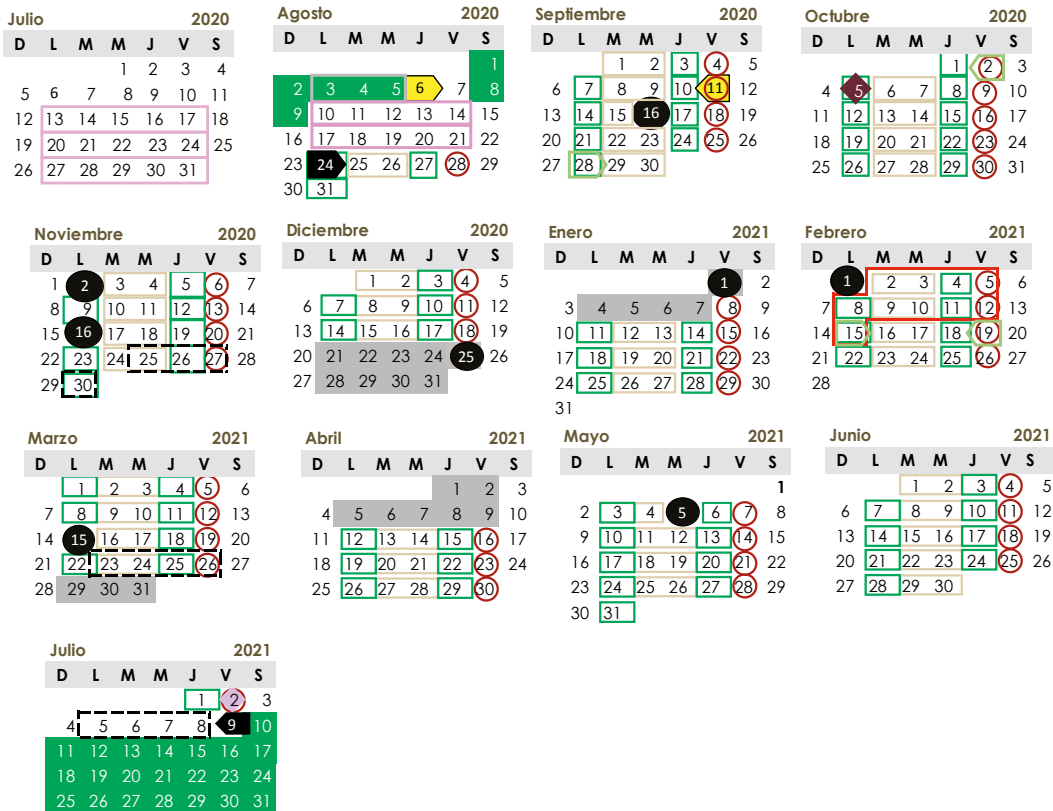 Julio 2020
D L M M J V S
1 2 3 4
5 6 7 8 9 10 11
12 13 14 15 16 17 18
19 20 21 22 23 24 25
26 27 28 29 30 31
Agosto 2020
D L M M J V S
1
2 3 4 5 6 7 8
9 10 11 12 13 14 15
16 17 18 19 20 21 22
23 24 25 26 27 28 29
30 31
Septiembre 2020
D L M M J V S
1 2 3 4 5
6 7 8 9 10 11 12
13 14 15 16 17 18 19
20 21 22 23 24 25 26
27 28 29 30
Octubre 2020
D L M M J V S
1 2 3
4 5 6 7 8 9 10
11 12 13 14 15 16 17
18 19 20 21 22 23 24
25 26 27 28 29 30 31
Noviembre 2020
D L M M J V S
1 2 3 4 5 6 7
8 9 10 11 12 13 14
15 16 17 18 19 20 21
22 23 24 25 26 27 28
29 30
Diciembre 2020
D L M M J V S
1 2 3 4 5
6 7 8 9 10 11 12
13 14 15 16 17 18 19
20 21 22 23 24 25 26
27 28 29 30 31
Enero 2021
D L M M J V S
1 2
3 4 5 6 7 8 9
10 11 12 13 14 15 16
17 18 19 20 21 22 23
24 25 26 27 28 29 30
31
Febrero 2021
D L M M J V S
1 2 3 4 5 6
7 8 9 10 11 12 13
14 15 16 17 18 19 20
21 22 23 24 25 26 27
28
Marzo 2021
D L M M J V S
1 2 3 4 5 6
7 8 9 10 11 12 13
14 15 16 17 18 19 20
21 22 23 24 25 26 27
28 29 30 31
Abril 2021
D L M M J V S
1 2 3
4 5 6 7 8 9 10
11 12 13 14 15 16 17
18 19 20 21 22 23 24
25 26 27 28 29 30
Mayo 2021
D L M M J V S
1
2 3 4 5 6 7 8
9 10 11 12 13 14 15
16 17 18 19 20 21 22
23 24 25 26 27 28 29
30 31
Junio 2021
D L M M J V S
1 2 3 4 5
6 7 8 9 10 11 12
13 14 15 16 17 18 19
20 21 22 23 24 25 26
27 28 29 30
Julio 2021
D L M M J V S
1 2 3
4 5 6 7 8 9 10
11 12 13 14 15 16 17
18 19 20 21 22 23 24
25 26 27 28 29 30 31